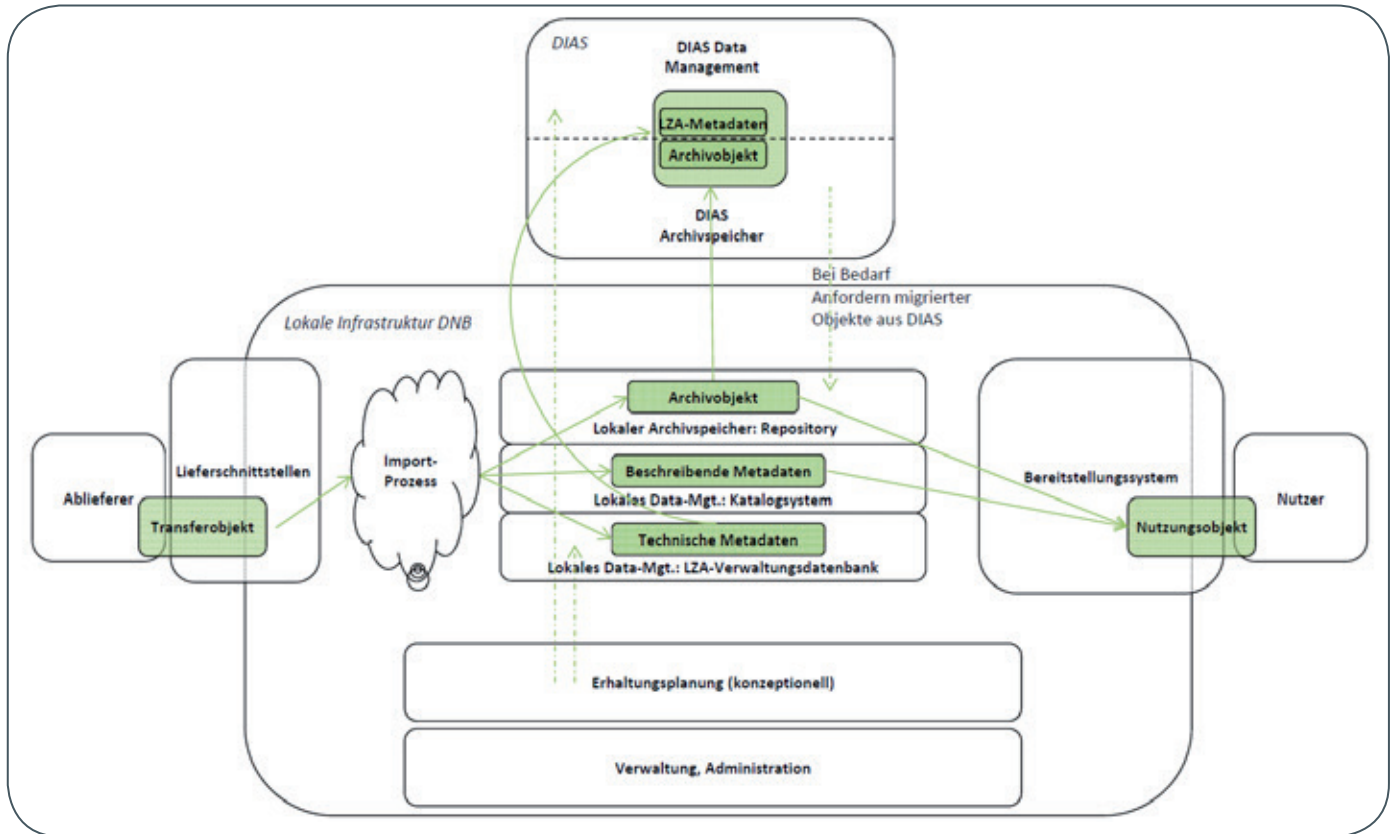 DIAS
DIAS Data
Management
LZA-Metadaten
Archivobjekt
DIAS
Archivspeicher
Bei Bedarf
Anfordern migrierter
Objekte aus DIAS
Lokale Infrastruktur DNB
Ablieferer
Lieferschnittstellen
Transferobjekt
Import-
Prozess
Archivobjekt
Lokaler Archivspeicher: Repository
Beschreibende Metadaten
Lokales Data-Mgt.: Katalogsystem
Technische Metadaten
Lokales Data-Mgt.: LZA-Verwaltungsdatenbank
Bereitstellungssystem
Nutzungsobjekt
Nutzer
Erhaltungsplanung (konzeptionell)
Verwaltung, Administration